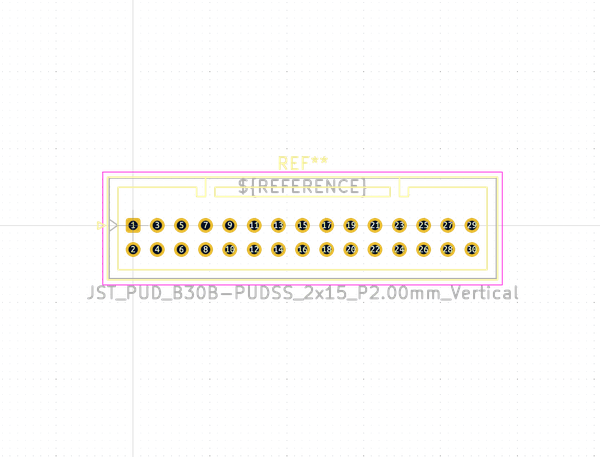 REF**
${REFERENCE}
1 3 5 7 9 11 13 15 17 19 21 23 25 27 29
2 4 6 8 10 12 14 16 18 20 22 24 26 28 30
JST_PUD_B30B-PUDSS_2x15_P2.00mm_Vertical